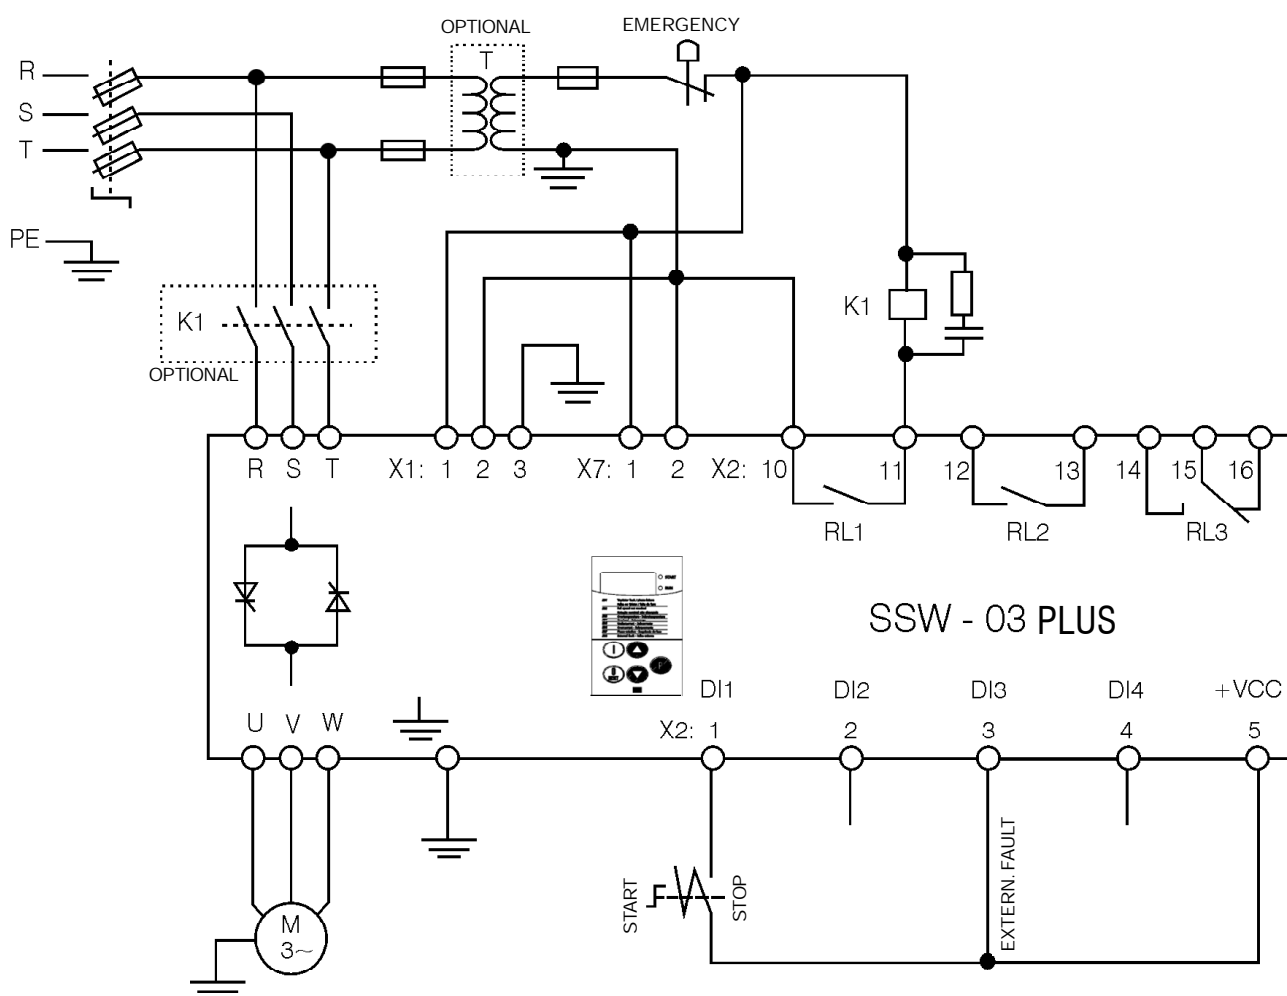 OPTIONAL
EMERGENCY
T
R
S
T
PE
K1
OPTIONAL
K1
R S T X1: 1 2 3 X7: 1 2 X2: 10 11 12 13 14 15 16
RL1 RL2 RL3
START
SSW - 03 PLUS
DI1 DI2 DI3 DI4 +VCC
U V W X2: 1 2 3 4 5
START
STOP
EXTERN. FAULT
M
3~